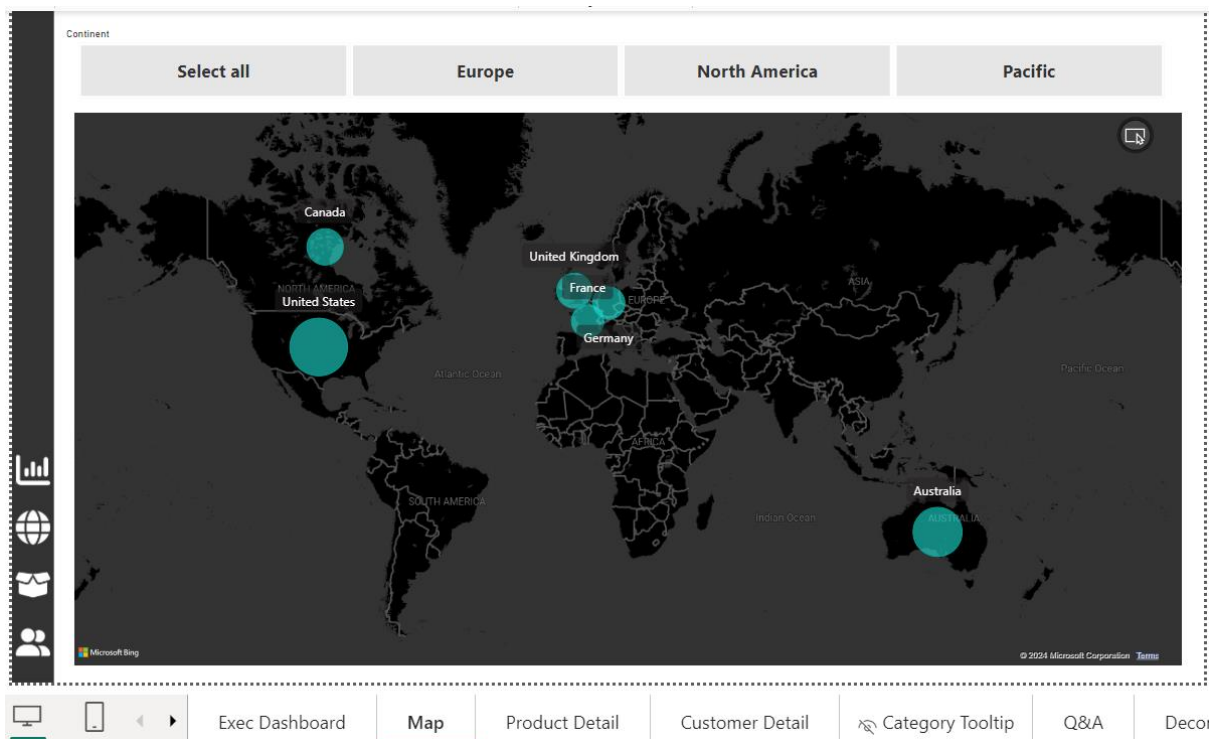 Continent
Select all
Europe
North America
Pacific
Canada
NORTH AMERICA
United States
United Kingdom
France
EUROPE
Germany
ASIA
Atlantic Ocean
Pacific Ocean
AFRICA
SOUTH AMERICA
Indian Ocean
Australia
AUSTRALIA
Microsoft Bing
© 2024 Microsoft Corporation Terms
Exec Dashboard
Map
Product Detail
Customer Detail
Category Tooltip
Q&A
Decor